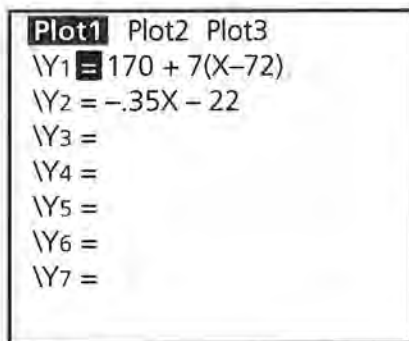 Plot1 Plot2 Plot3
\Y1 = 170 + 7(X–72)
\Y2 = –.35X – 22
\Y3 =
\Y4 =
\Y5 =
\Y6 =
\Y7 =